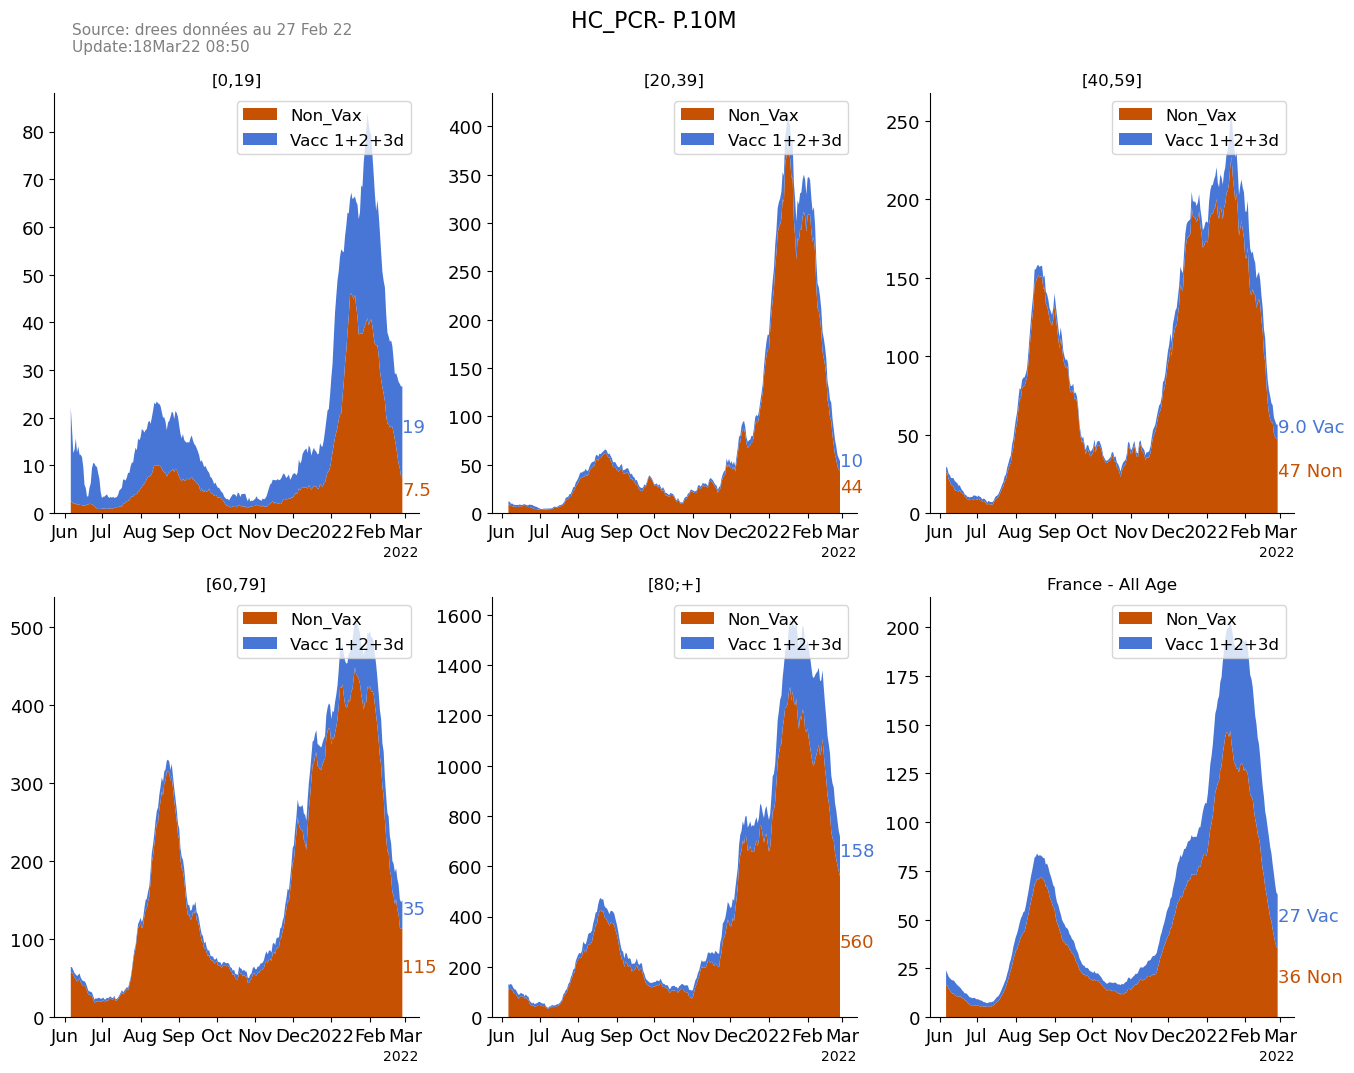 HC_PCR- P.10M
Source: drees données au 27 Feb 22
Update:18Mar22 08:50
[0,19]
Non_Vax
Vacc 1+2+3d
80
70
60
50
40
30
20
10
0
19
7.5
Jun Jul Aug Sep Oct Nov Dec 2022 Feb Mar
2022
[20,39]
Non_Vax
Vacc 1+2+3d
400
350
300
250
200
150
100
50
0
10
44
Jun Jul Aug Sep Oct Nov Dec 2022 Feb Mar
2022
[40,59]
Non_Vax
Vacc 1+2+3d
250
200
150
100
50
0
9.0 Vac
47 Non
Jun Jul Aug Sep Oct Nov Dec 2022 Feb Mar
2022
[60,79]
Non_Vax
Vacc 1+2+3d
500
400
300
200
100
0
35
115
Jun Jul Aug Sep Oct Nov Dec 2022 Feb Mar
2022
[80;+]
Non_Vax
Vacc 1+2+3d
1600
1400
1200
1000
800
600
400
200
0
158
560
Jun Jul Aug Sep Oct Nov Dec 2022 Feb Mar
2022
France - All Age
Non_Vax
Vacc 1+2+3d
200
175
150
125
100
75
50
25
0
27 Vac
36 Non
Jun Jul Aug Sep Oct Nov Dec 2022 Feb Mar
2022